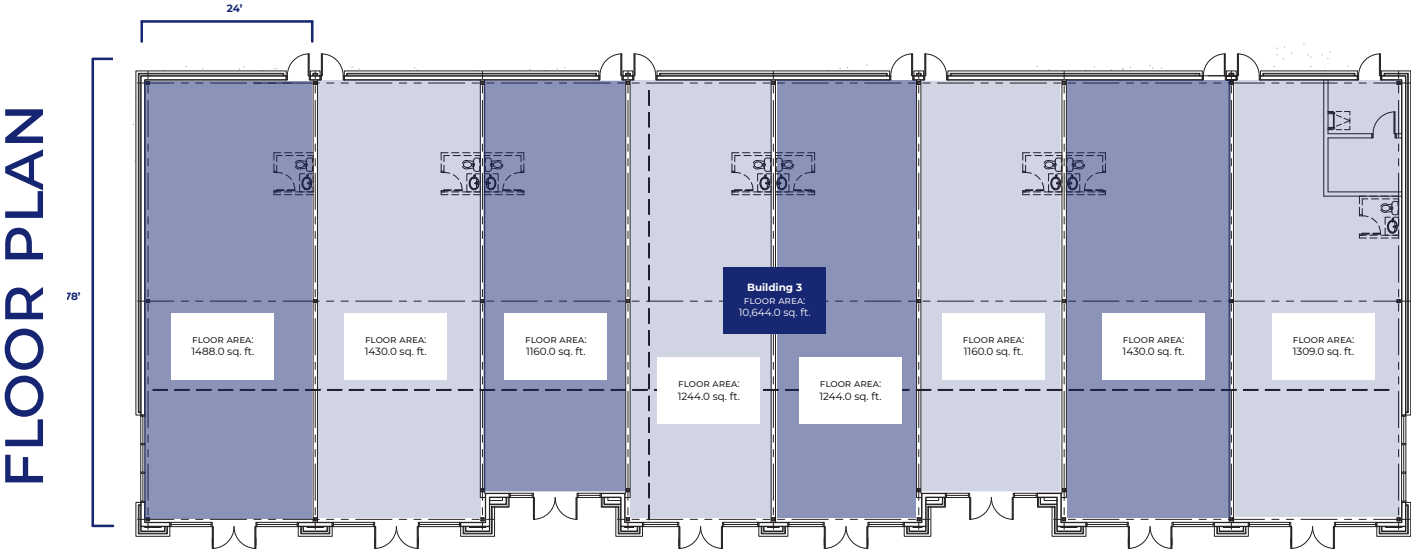 24’
FLOOR PLAN
78’
Building 3
FLOOR AREA:
10,644.0 sq. ft.
FLOOR AREA:
1488.0 sq. ft.
FLOOR AREA:
1430.0 sq. ft.
FLOOR AREA:
1160.0 sq. ft.
FLOOR AREA:
1244.0 sq. ft.
FLOOR AREA:
1244.0 sq. ft.
FLOOR AREA:
1160.0 sq. ft.
FLOOR AREA:
1430.0 sq. ft.
FLOOR AREA:
1309.0 sq. ft.